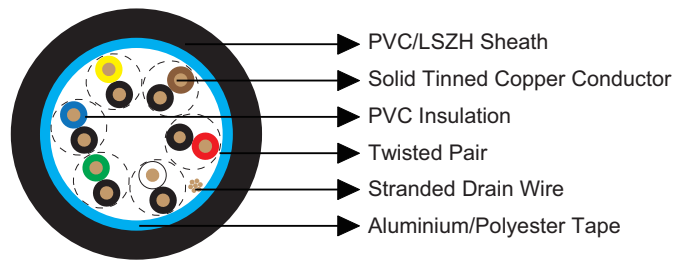 PVC/LSZH Sheath
Solid Tinned Copper Conductor
PVC Insulation
Twisted Pair
Stranded Drain Wire
Aluminium/Polyester Tape